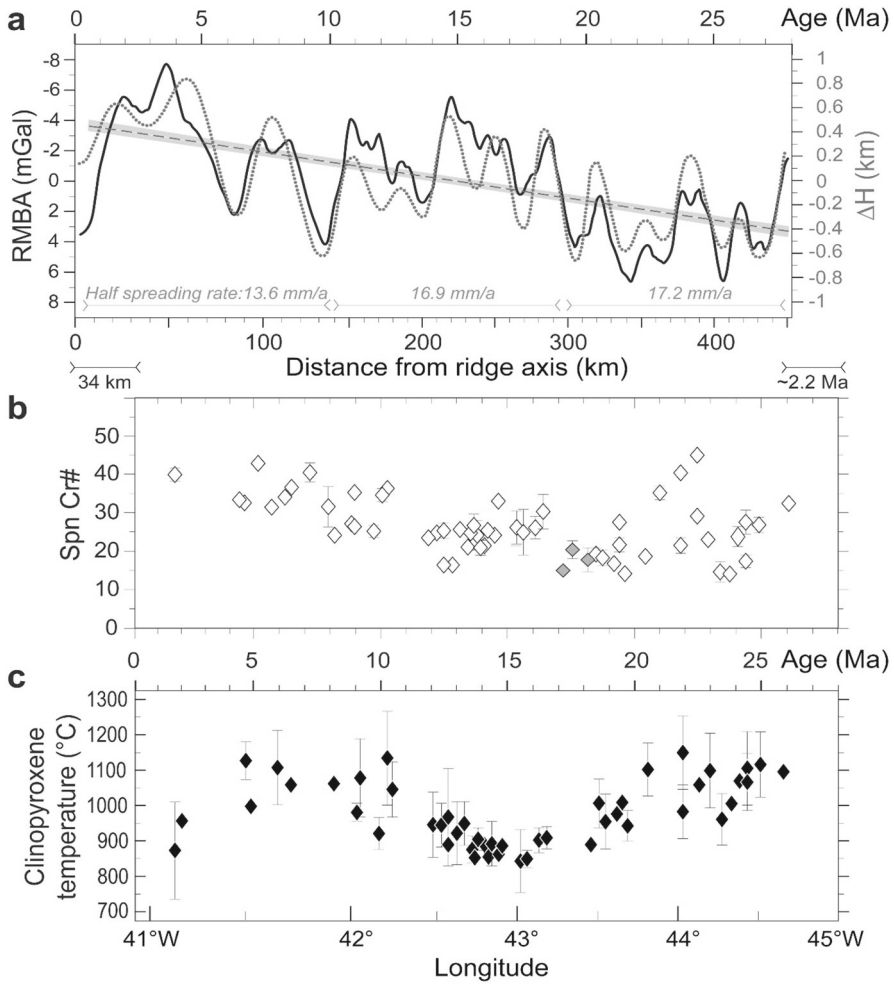 a
0 5 10 15 20 25 Age (Ma)
RMBA (mGal)
-8
-6
-4
-2
0
2
4
6
8
1
0.8
0.6
0.4
0.2
0
-0.2
-0.4
-0.6
-0.8
-1
ΔH (km)
Half spreading rate:13.6 mm/a 16.9 mm/a 17.2 mm/a
0 100 200 300 400
Distance from ridge axis (km)
34 km ~2.2 Ma
b
Spn Cr#
50
40
30
20
10
0
0 5 10 15 20 25 Age (Ma)
c
Clinopyroxene
temperature (°C)
1300
1200
1100
1000
900
800
700
41°W 42° 43° 44° 45°W
Longitude